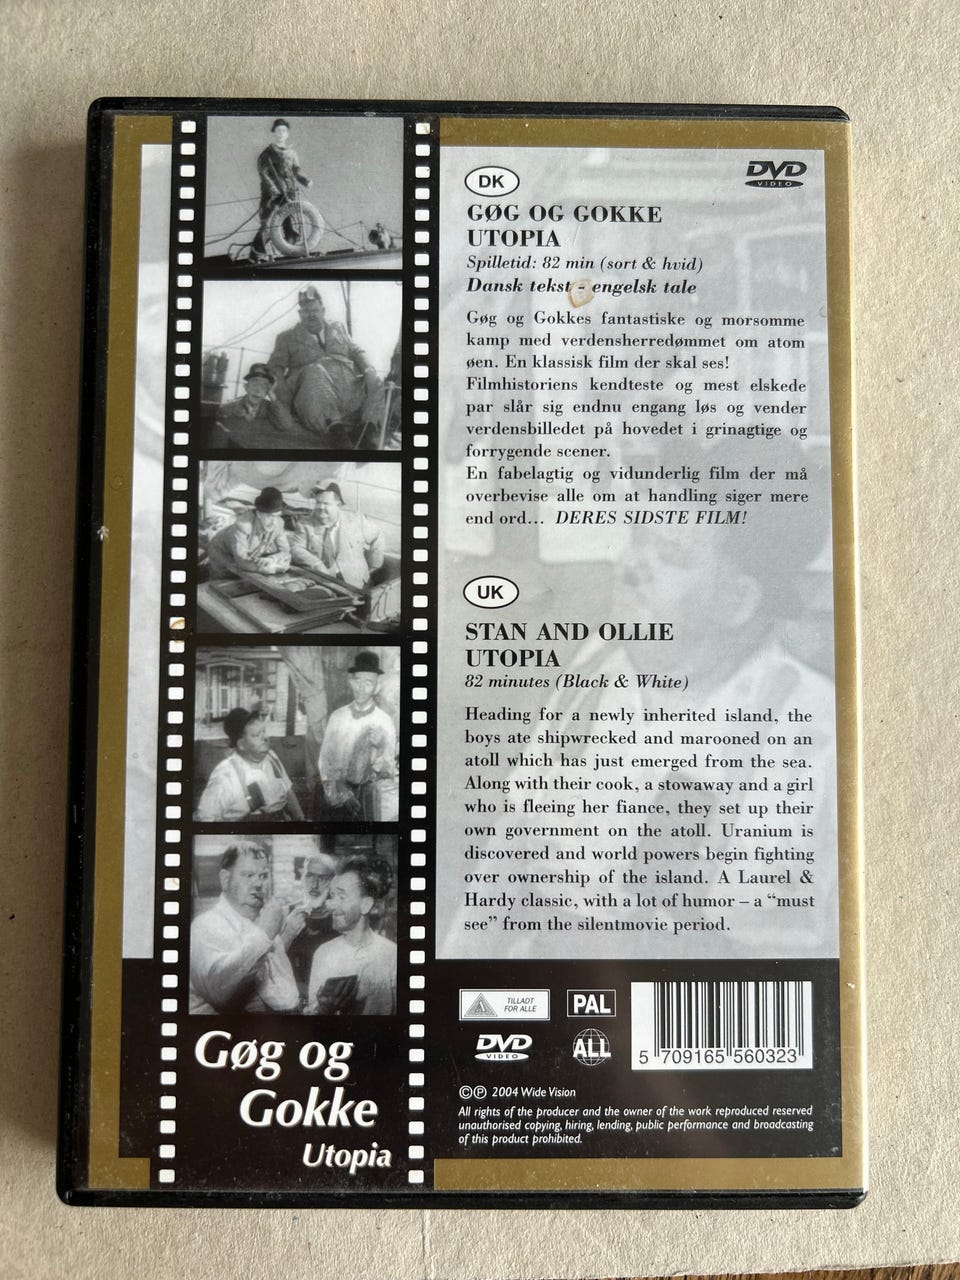 DVD
VIDEO
DK
GØG OG GOKKE
UTOPIA
Spilletid: 82 min (sort & hvid)
Dansk tekst - engelsk tale
Gøg og Gokkes fantastiske og morsomme
kamp med verdensherredømmet om atom
øen. En klassisk film der skal ses!
Filmhistoriens kendteste og mest elskede
par slår sig endnu engang løs og vender
verdensbilledet på hovedet i grinagtige og
forrygende scener.
En fabelagtig og vidunderlig film der må
overbevise alle om at handling siger mere
end ord... DERES SIDSTE FILM!
UK
STAN AND OLLIE
UTOPIA
82 minutes (Black & White)
Heading for a newly inherited island, the
boys ate shipwrecked and marooned on an
atoll which has just emerged from the sea.
Along with their cook, a stowaway and a girl
who is fleeing her fiance, they set up their
own government on the atoll. Uranium is
discovered and world powers begin fighting
over ownership of the island. A Laurel &
Hardy classic, with a lot of humor – a “must
see” from the silentmovie period.
Gøg og
Gokke
Utopia
A TILLADT
FOR ALLE
PAL
DVD
VIDEO
ALL
5 709165 560323
©℗ 2004 Wide Vision
All rights of the producer and the owner of the work reproduced reserved
unauthorised copying, hiring, lending, public performance and broadcasting
of this product prohibited.